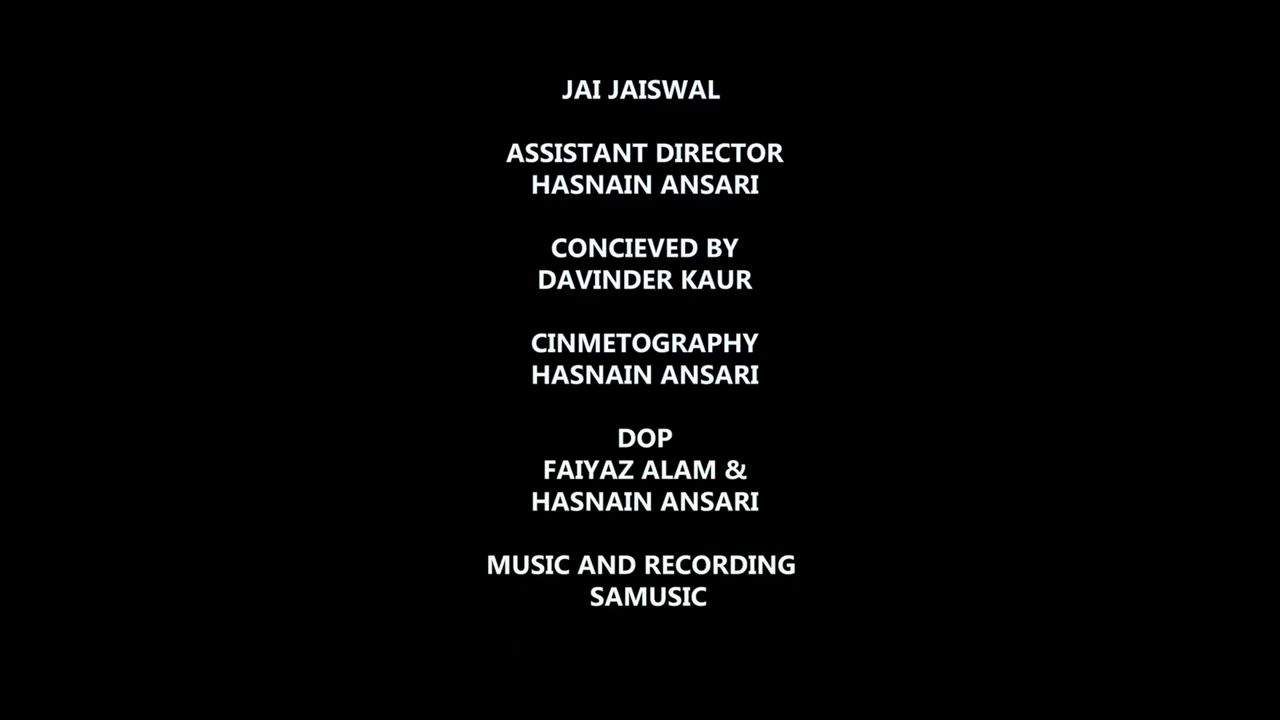 JAI JAISWAL
ASSISTANT DIRECTOR
HASNAIN ANSARI
CONCIEVED BY
DAVINDER KAUR
CINMETOGRAPHY
HASNAIN ANSARI
DOP
FAIYAZ ALAM &
HASNAIN ANSARI
MUSIC AND RECORDING
SAMUSIC